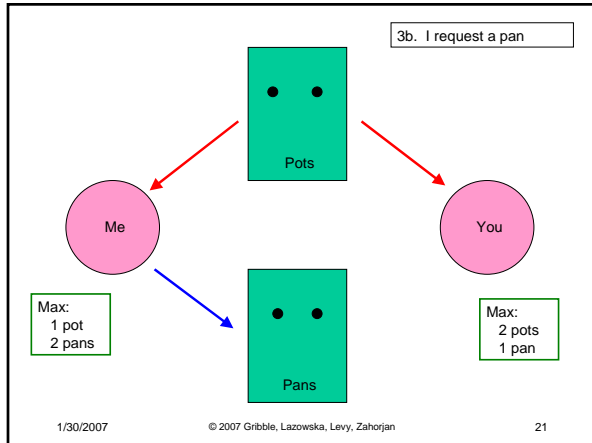 3b. I request a pan
Pots
Me
You
Max:
1 pot
2 pans
Max:
2 pots
1 pan
Pans
1/30/2007
© 2007 Gribble, Lazowska, Levy, Zahorjan
21